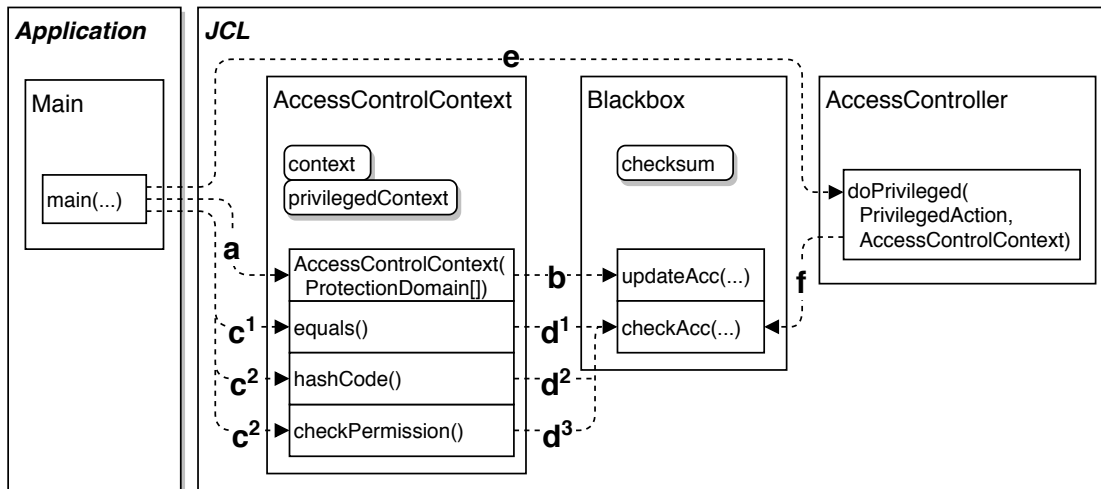 Application
JCL
e
Main
AccessControlContext
Blackbox
AccessController
context
checksum
privilegedContext
main(...)
doPrivileged(
PrivilegedAction,
AccessControlContext)
a
AccessControlContext(
ProtectionDomain[])
b
updateAcc(...)
f
c1
equals()
d1
checkAcc(...)
c2
hashCode()
d2
c2
checkPermission()
d3